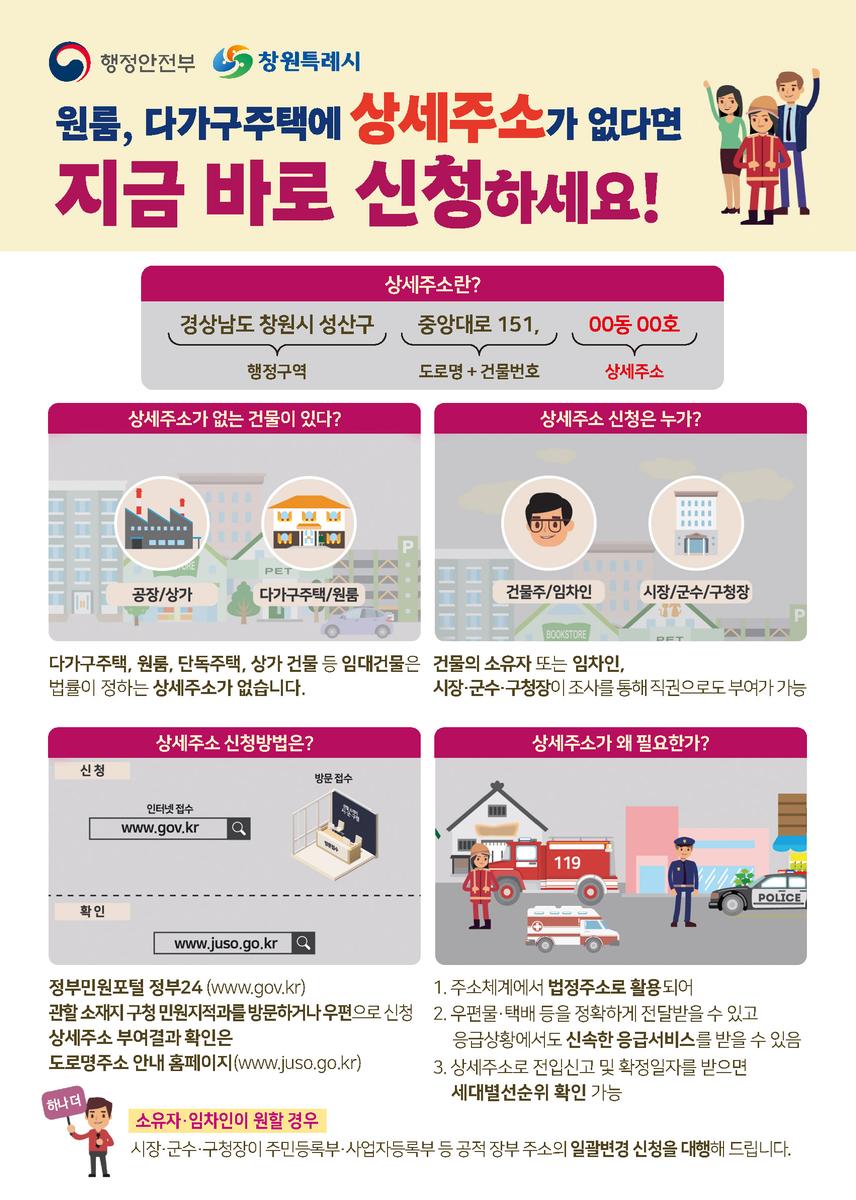 행정안전부 창원특례시
원룸, 다가구주택에 상세주소가 없다면
지금 바로 신청하세요!
상세주소란?
경상남도 창원시 성산구 중앙대로 151, 00동 00호
행정구역 도로명 + 건물번호 상세주소
상세주소가 없는 건물이 있다?
P
BOOKSTORE
PET
공장/상가 다가구주택/원룸
다가구주택, 원룸, 단독주택, 상가 건물 등 임대건물은
법률이 정하는 상세주소가 없습니다.
상세주소 신청은 누가?
건물주/임차인 시장/군수/구청장
P
BOOKSTORE
PET
건물의 소유자 또는 임차인,
시장·군수·구청장이 조사를 통해 직권으로도 부여가 가능
상세주소 신청방법은?
신 청
방문 접수
인터넷 접수
www.gov.kr
확 인
www.juso.go.kr
정부민원포털 정부24 (www.gov.kr)
관할 소재지 구청 민원지적과를 방문하거나 우편으로 신청
상세주소 부여결과 확인은
도로명주소 안내 홈페이지(www.juso.go.kr)
상세주소가 왜 필요한가?
119
POLICE
1. 주소체계에서 법정주소로 활용되어
2. 우편물·택배 등을 정확하게 전달받을 수 있고
응급상황에서도 신속한 응급서비스를 받을 수 있음
3. 상세주소로 전입신고 및 확정일자를 받으면
세대별선순위 확인 가능
하나 더
소유자·임차인이 원할 경우
시장·군수·구청장이 주민등록부·사업자등록부 등 공적 장부 주소의 일괄변경 신청을 대행해 드립니다.